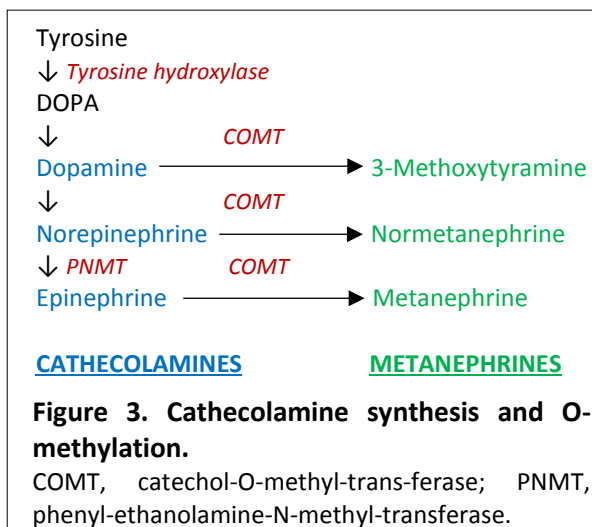 Tyrosine
↓ Tyrosine hydroxylase
DOPA
↓ COMT
Dopamine → 3-Methoxytyramine
↓ COMT
Norepinephrine → Normetanephrine
↓ PNMT COMT
Epinephrine → Metanephrine
CATHECOLAMINES METANEPHRINES
Figure 3. Cathecolamine synthesis and O-
methylation.
COMT, catechol-O-methyl-trans-ferase; PNMT,
phenyl-ethanolamine-N-methyl-transferase.